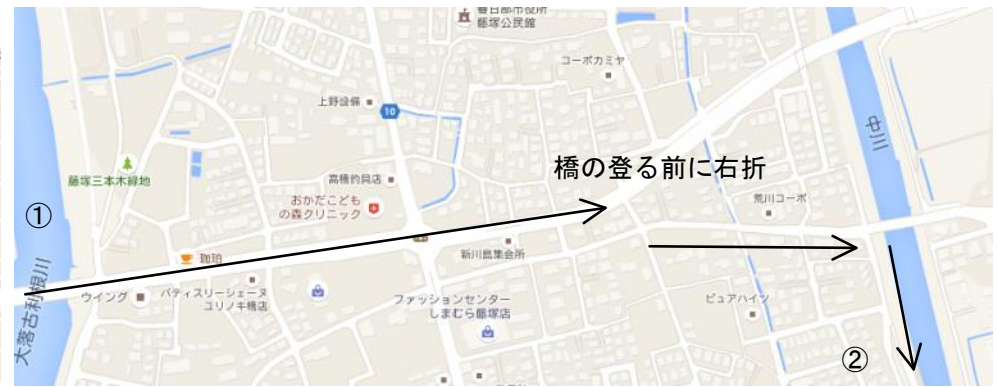 春日部市役所
藤塚公民館
コーポカミヤ
上野設備
10
中川
藤塚三本木緑地
高橋釣具店
橋の登る前に右折
おかだこども
の森クリニック
荒川コーポ
①
珈琲
新川島集会所
大落古利根川
ウイング
パティスリーシェーヌ
ユリノキ橋店
ファッションセンター
しまむら藤塚店
ピュアハイツ
②